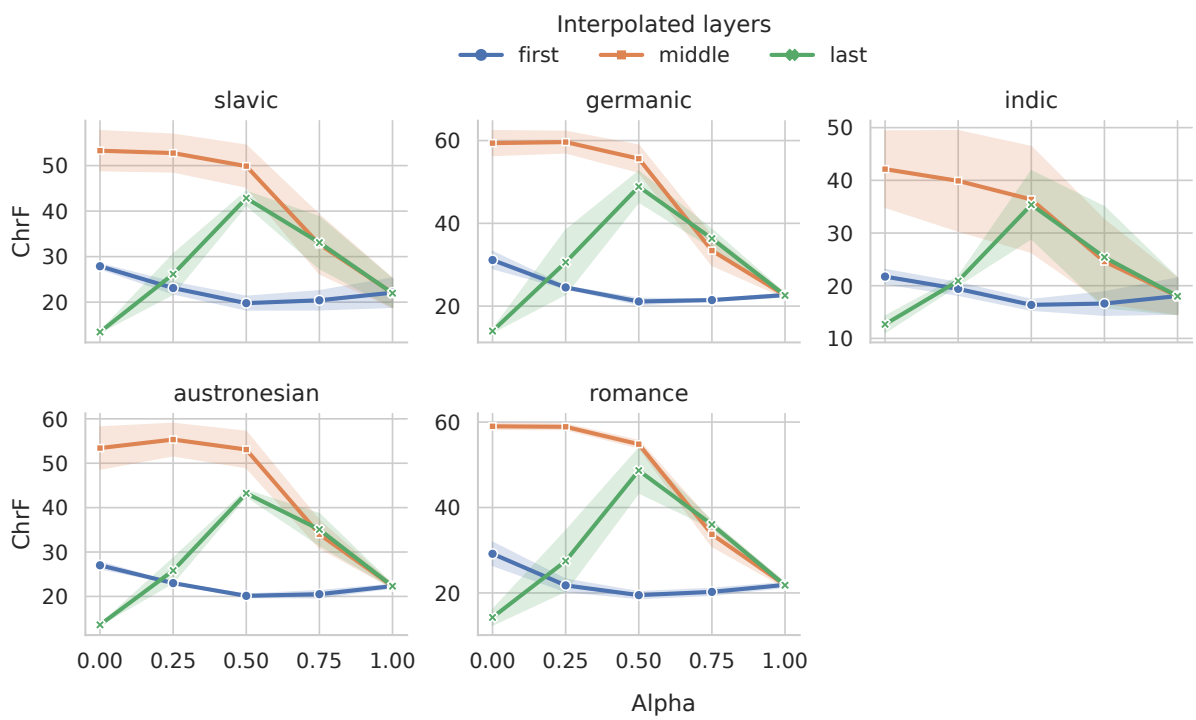 Interpolated layers
first middle last
slavic germanic indic
ChrF
50
40
30
20
60
40
20
50
40
30
20
10
austronesian romance
ChrF
60
50
40
30
20
60
40
20
0.00 0.25 0.50 0.75 1.00
0.00 0.25 0.50 0.75 1.00
Alpha